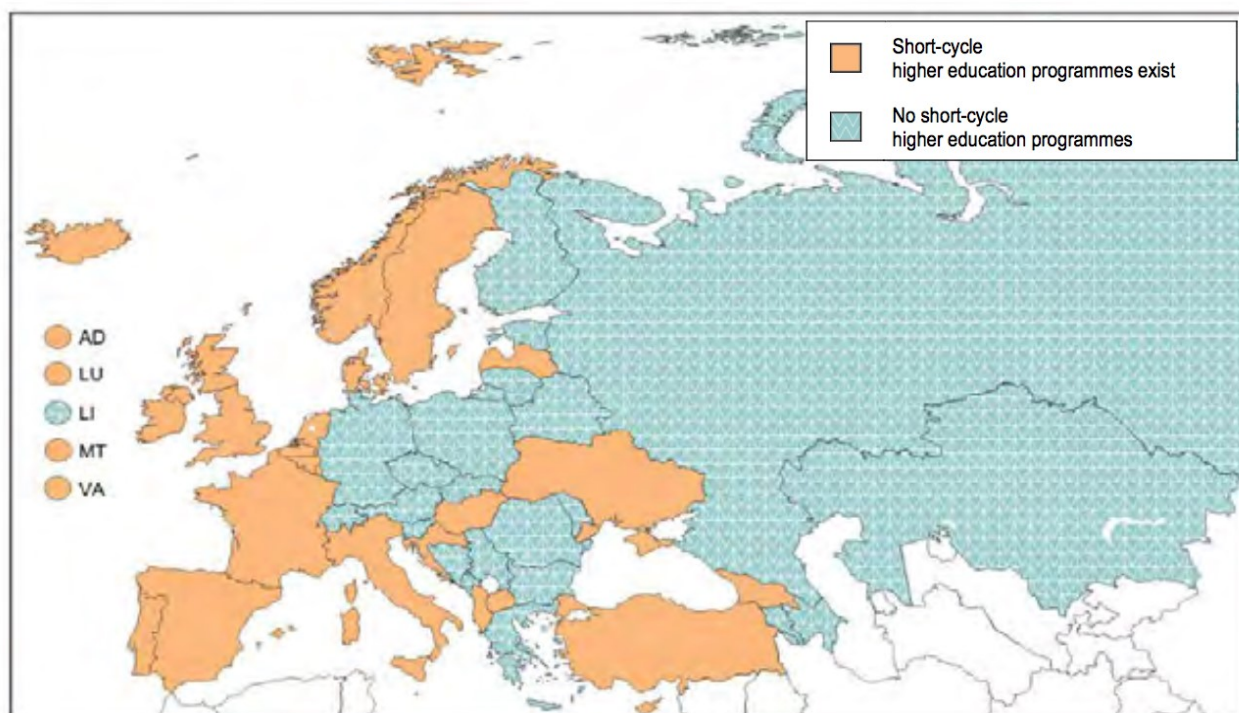 Short-cycle
higher education programmes exist
No short-cycle
higher education programmes
AD
LU
LI
MT
VA